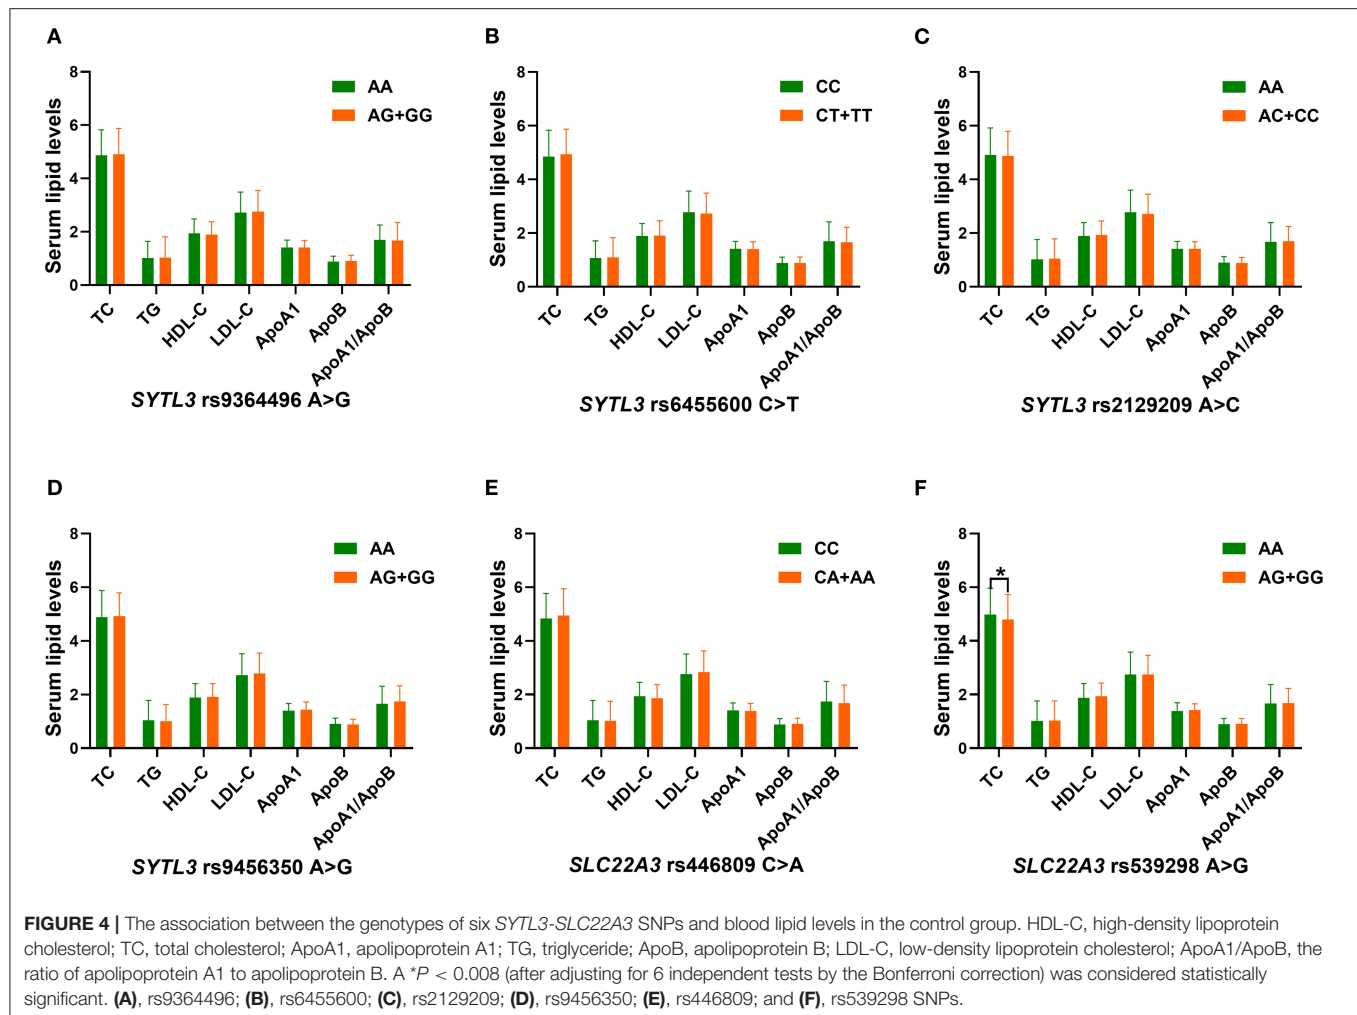 A
8
6
4
2
0
Serum lipid levels
AA
AG+GG
TC
TG
HDL-C
LDL-C
ApoA1
ApoB
ApoA1/ApoB
SYTL3 rs9364496 A>G
B
8
6
4
2
0
Serum lipid levels
CC
CT+TT
TC
TG
HDL-C
LDL-C
ApoA1
ApoB
ApoA1/ApoB
SYTL3 rs6455600 C>T
C
8
6
4
2
0
Serum lipid levels
AA
AC+CC
TC
TG
HDL-C
LDL-C
ApoA1
ApoB
ApoA1/ApoB
SYTL3 rs2129209 A>C
D
8
6
4
2
0
Serum lipid levels
AA
AG+GG
TC
TG
HDL-C
LDL-C
ApoA1
ApoB
ApoA1/ApoB
SYTL3 rs9456350 A>G
E
8
6
4
2
0
Serum lipid levels
CC
CA+AA
TC
TG
HDL-C
LDL-C
ApoA1
ApoB
ApoA1/ApoB
SLC22A3 rs446809 C>A
F
8
6
4
2
0
Serum lipid levels
AA
AG+GG
*
TC
TG
HDL-C
LDL-C
ApoA1
ApoB
ApoA1/ApoB
SLC22A3 rs539298 A>G
FIGURE 4 | The association between the genotypes of six SYTL3-SLC22A3 SNPs and blood lipid levels in the control group. HDL-C, high-density lipoprotein
cholesterol; TC, total cholesterol; ApoA1, apolipoprotein A1; TG, triglyceride; ApoB, apolipoprotein B; LDL-C, low-density lipoprotein cholesterol; ApoA1/ApoB, the
ratio of apolipoprotein A1 to apolipoprotein B. A *P < 0.008 (after adjusting for 6 independent tests by the Bonferroni correction) was considered statistically
significant. (A), rs9364496; (B), rs6455600; (C), rs2129209; (D), rs9456350; (E), rs446809; and (F), rs539298 SNPs.